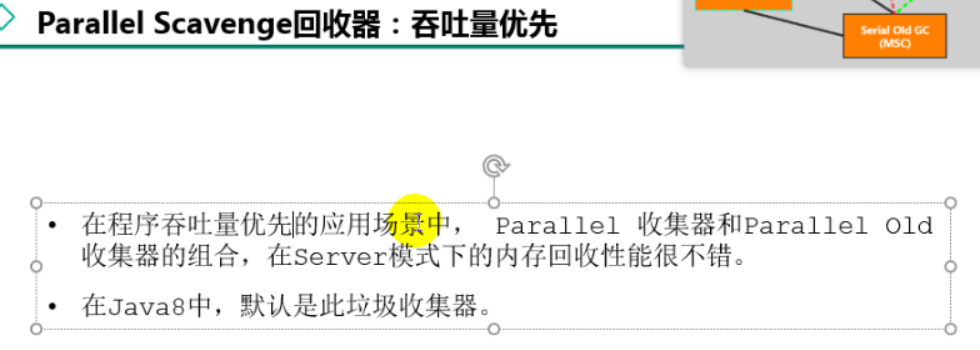 Parallel Scavenge回收器：吞吐量优先
Serial Old GC
(MSC)
• 在程序吞吐量优先的应用场景中， Parallel 收集器和Parallel Old
收集器的组合，在Server模式下的内存回收性能很不错。
• 在Java8中，默认是此垃圾收集器。